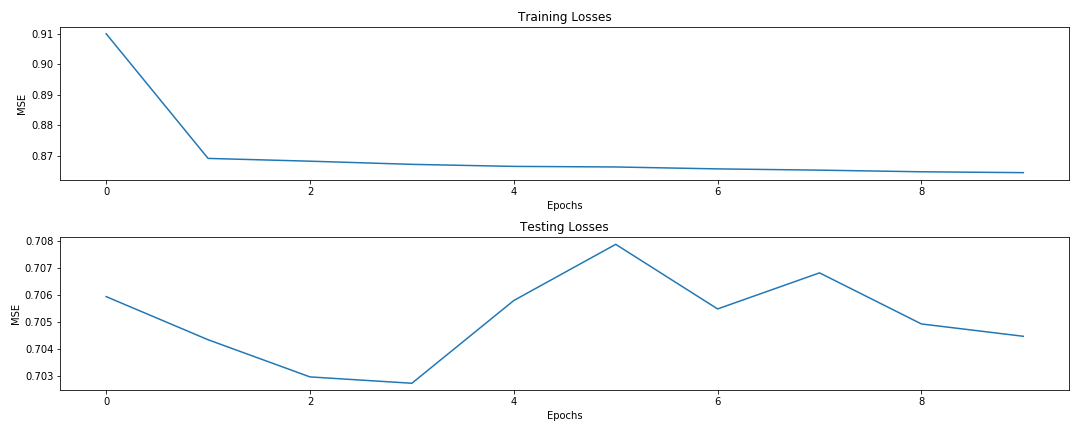 Training Losses
MSE
0.91
0.90
0.89
0.88
0.87
0 2 4 6 8
Epochs
Testing Losses
MSE
0.708
0.707
0.706
0.705
0.704
0.703
0 2 4 6 8
Epochs